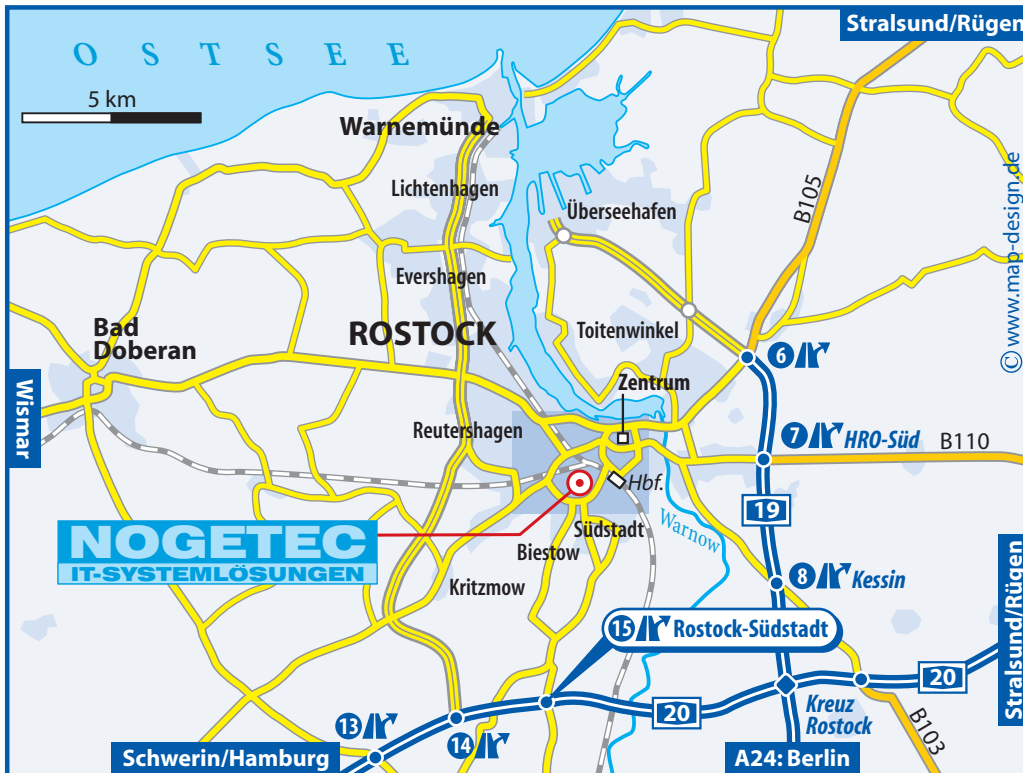 Stralsund/Rügen
OSTSEE
5 km
Warnemünde
Lichtenhagen
Überseehafen
B105
© www.map-design.de
Evershagen
ROSTOCK
Toitenwinkel
Bad
Doberan
6
Zentrum
Wismar
Reutershagen
7 HRO-Süd
B110
Hbf.
19
NOGETEC
IT-SYSTEMLÖSUNGEN
Südstadt
Warnow
Biestow
Kritzmow
8 Kessin
Stralsund/Rügen
15 Rostock-Südstadt
20
20
Kreuz
Rostock
13
14
B103
Schwerin/Hamburg
A24: Berlin